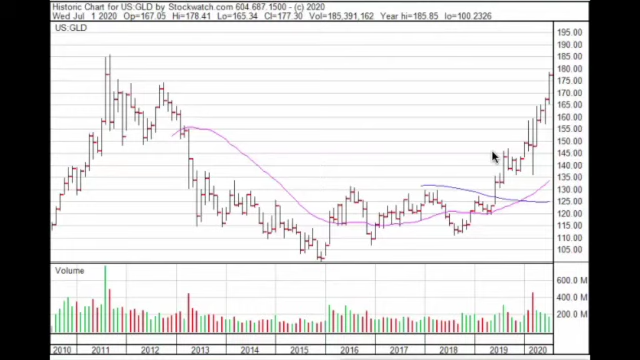 Historic Chart for US:GLD by Stockwatch.com 604.687.1500 - (c) 2020
Wed Jul 1 2020 Op=167.05 Hi=178.41 Lo=165.34 Cl=177.30 Vol=185,391,162 Year hi=185.85 lo=100.2326
US:GLD
195.00
190.00
185.00
180.00
175.00
170.00
165.00
160.00
155.00
150.00
145.00
140.00
135.00
130.00
125.00
120.00
115.00
110.00
105.00
Volume
600.0 M
400.0 M
200.0 M
2010 2011 2012 2013 2014 2015 2016 2017 2018 2019 2020